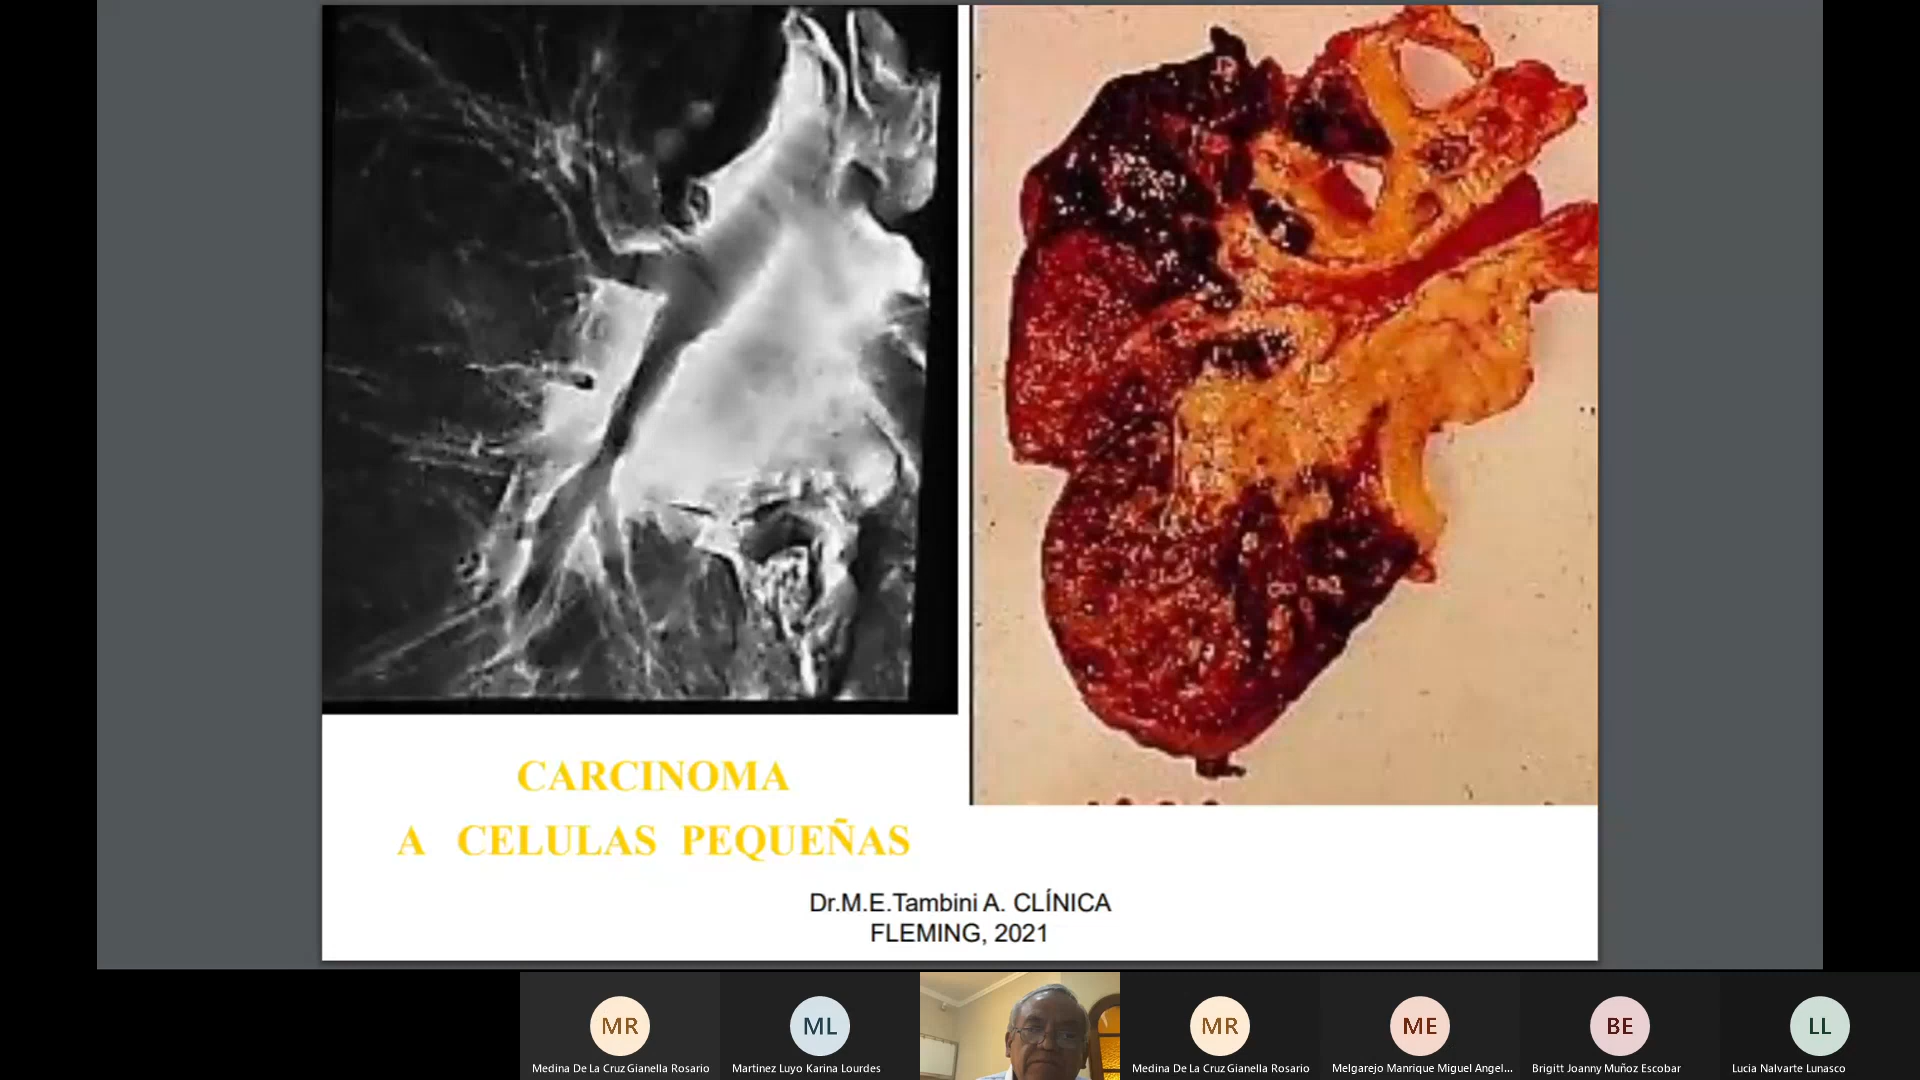 CARCINOMA
A CELULAS PEQUEÑAS
Dr.M.E.Tambini A. CLÍNICA
FLEMING, 2021
MR
Medina De La Cruz Gianella Rosario
ML
Martinez Luyo Karina Lourdes
MR
Medina De La Cruz Gianella Rosario
ME
Melgarejo Manrique Miguel Angel...
BE
Brigitt Joanny Muñoz Escobar
LL
Lucia Nalvarte Lunasco